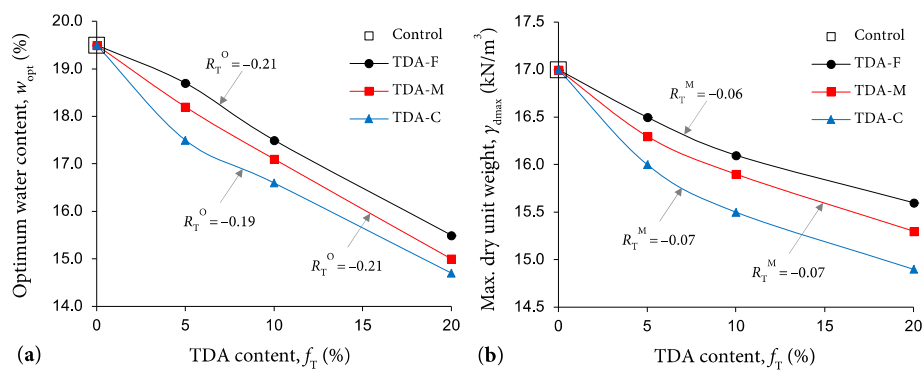 (a)
Optimum water content, w_opt (%)
20.0
19.0
18.0
17.0
16.0
15.0
14.0
0
5
10
15
20
TDA content, f_T (%)
R_T^O = −0.21
R_T^O = −0.19
R_T^O = −0.21
Control
TDA-F
TDA-M
TDA-C
(b)
Max. dry unit weight, γ_dmax (kN/m^3)
17.5
17.0
16.5
16.0
15.5
15.0
14.5
0
5
10
15
20
TDA content, f_T (%)
R_T^M = −0.06
R_T^M = −0.07
R_T^M = −0.07
Control
TDA-F
TDA-M
TDA-C